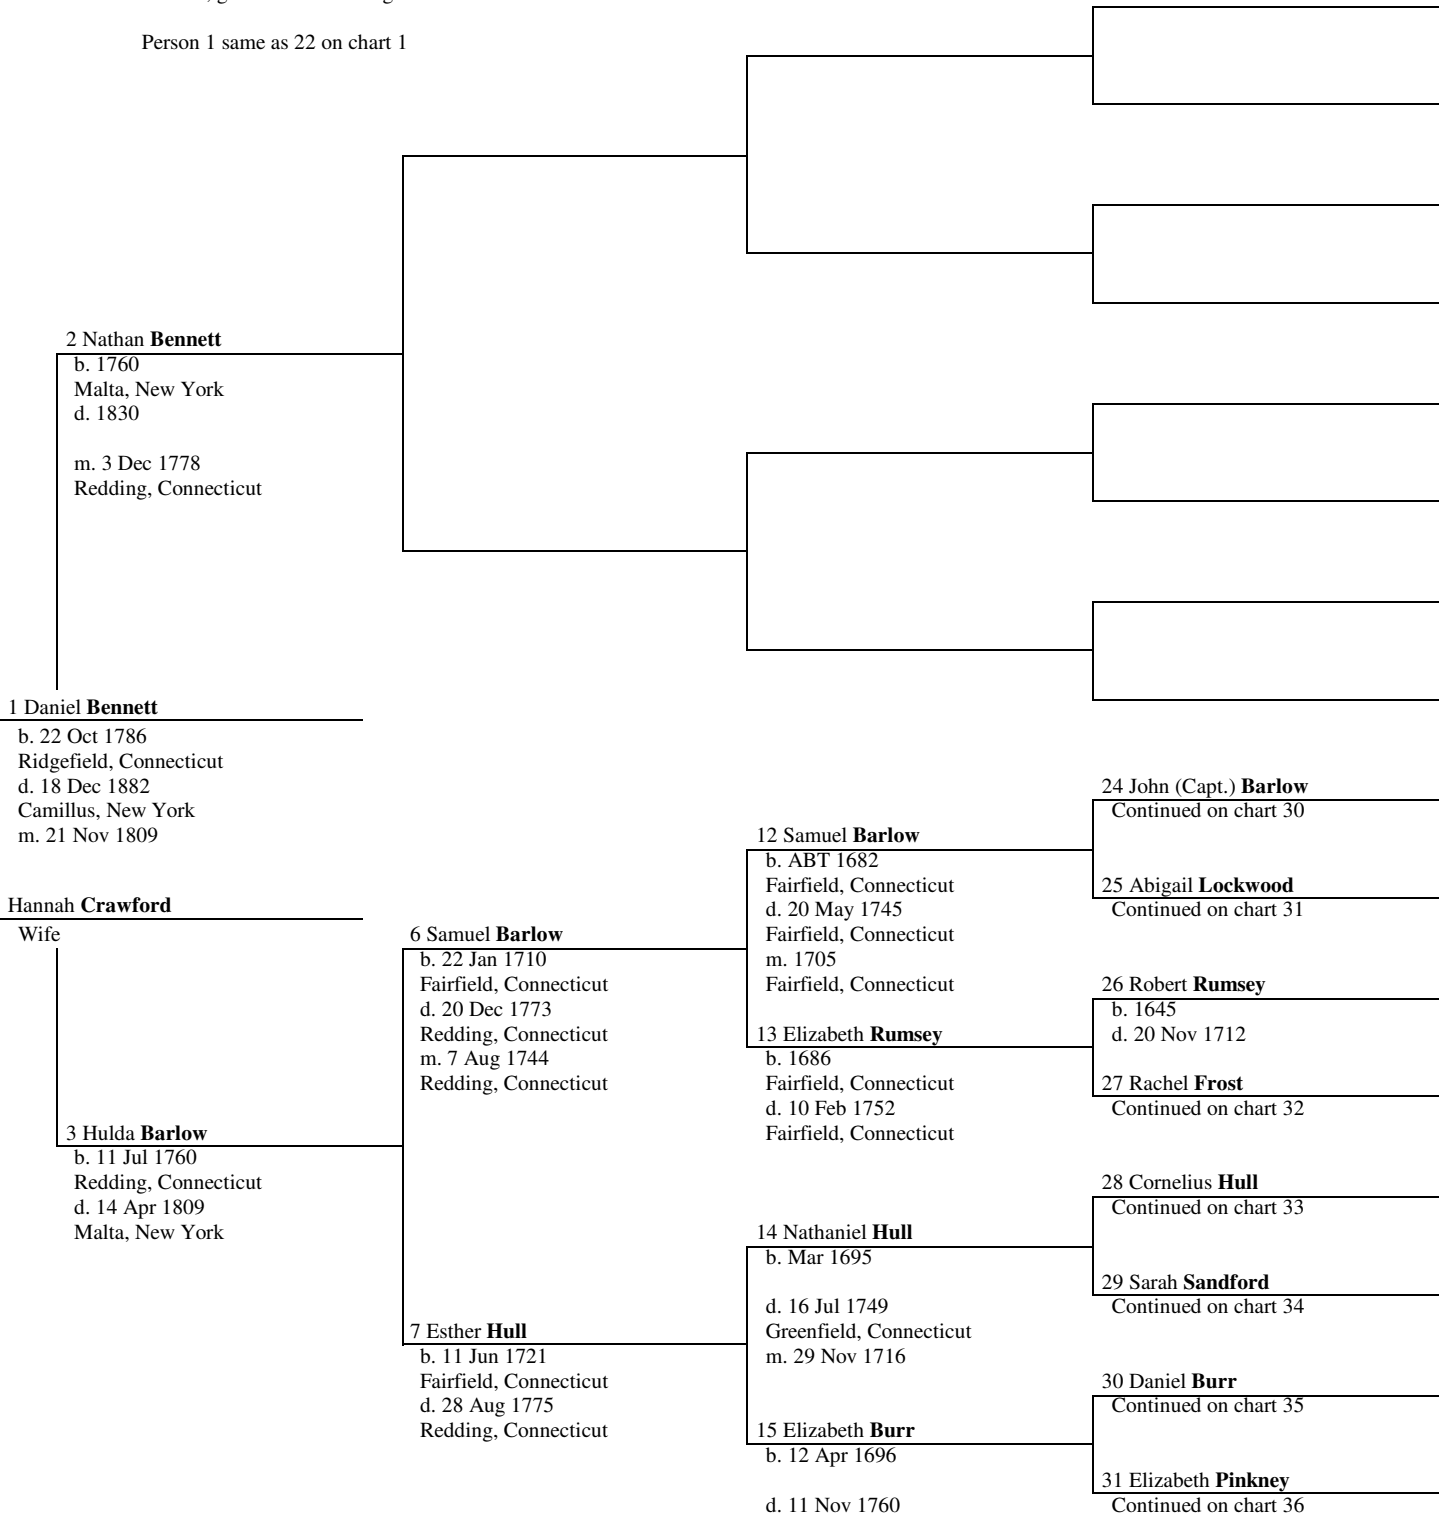 Person 1 same as 22 on chart 1
2 Nathan Bennett
b. 1760
Malta, New York
d. 1830
m. 3 Dec 1778
Redding, Connecticut
1 Daniel Bennett
b. 22 Oct 1786
Ridgefield, Connecticut
d. 18 Dec 1882
Camillus, New York
m. 21 Nov 1809
Hannah Crawford
Wife
3 Hulda Barlow
b. 11 Jul 1760
Redding, Connecticut
d. 14 Apr 1809
Malta, New York
6 Samuel Barlow
b. 22 Jan 1710
Fairfield, Connecticut
d. 20 Dec 1773
Redding, Connecticut
m. 7 Aug 1744
Redding, Connecticut
7 Esther Hull
b. 11 Jun 1721
Fairfield, Connecticut
d. 28 Aug 1775
Redding, Connecticut
12 Samuel Barlow
b. ABT 1682
Fairfield, Connecticut
d. 20 May 1745
Fairfield, Connecticut
m. 1705
Fairfield, Connecticut
13 Elizabeth Rumsey
b. 1686
Fairfield, Connecticut
d. 10 Feb 1752
Fairfield, Connecticut
14 Nathaniel Hull
b. Mar 1695
d. 16 Jul 1749
Greenfield, Connecticut
m. 29 Nov 1716
15 Elizabeth Burr
b. 12 Apr 1696
d. 11 Nov 1760
24 John (Capt.) Barlow
Continued on chart 30
25 Abigail Lockwood
Continued on chart 31
26 Robert Rumsey
b. 1645
d. 20 Nov 1712
27 Rachel Frost
Continued on chart 32
28 Cornelius Hull
Continued on chart 33
29 Sarah Sandford
Continued on chart 34
30 Daniel Burr
Continued on chart 35
31 Elizabeth Pinkney
Continued on chart 36